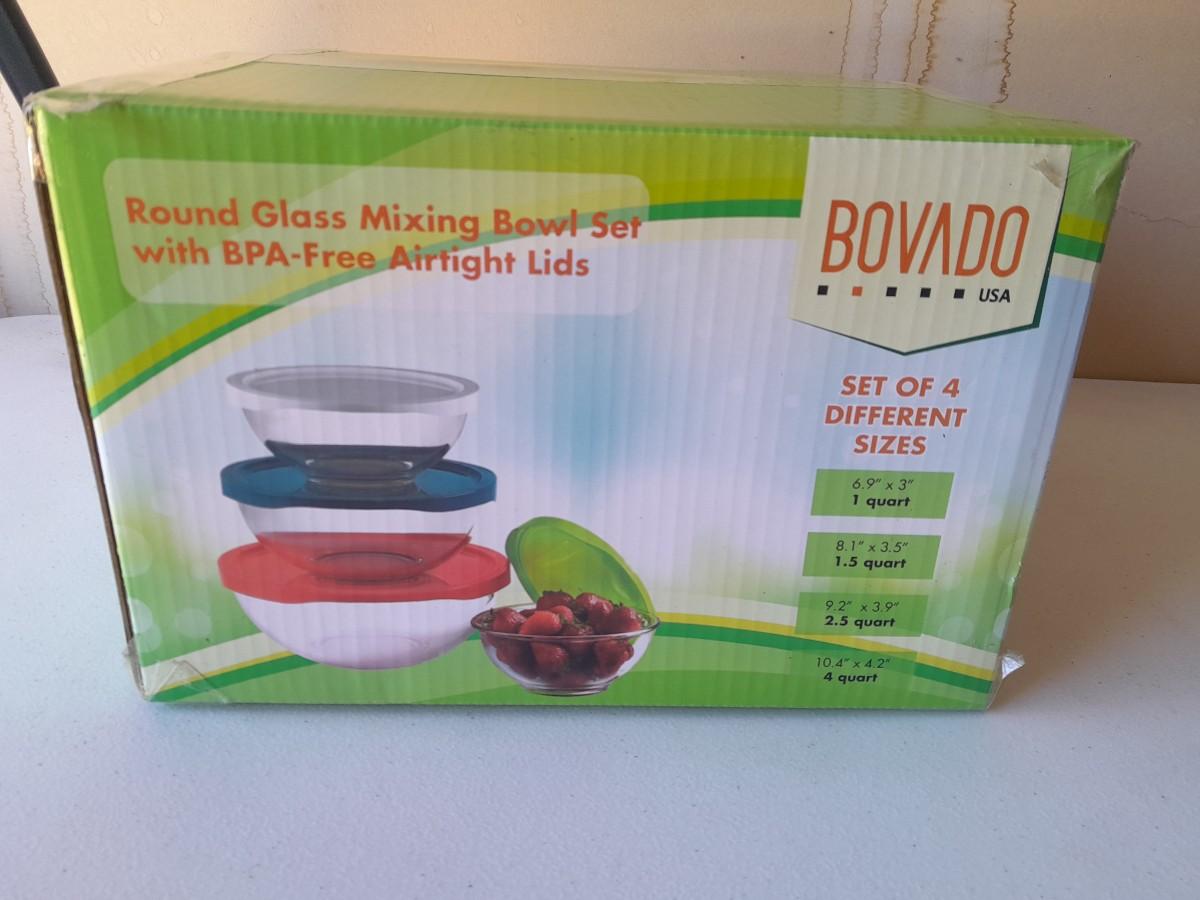 Round Glass Mixing Bowl Set
with BPA-Free Airtight Lids
BOVADO
USA
SET OF 4
DIFFERENT
SIZES
6.9" x 3"
1 quart
8.1" x 3.5"
1.5 quart
9.2" x 3.9"
2.5 quart
10.4" x 4.2"
4 quart